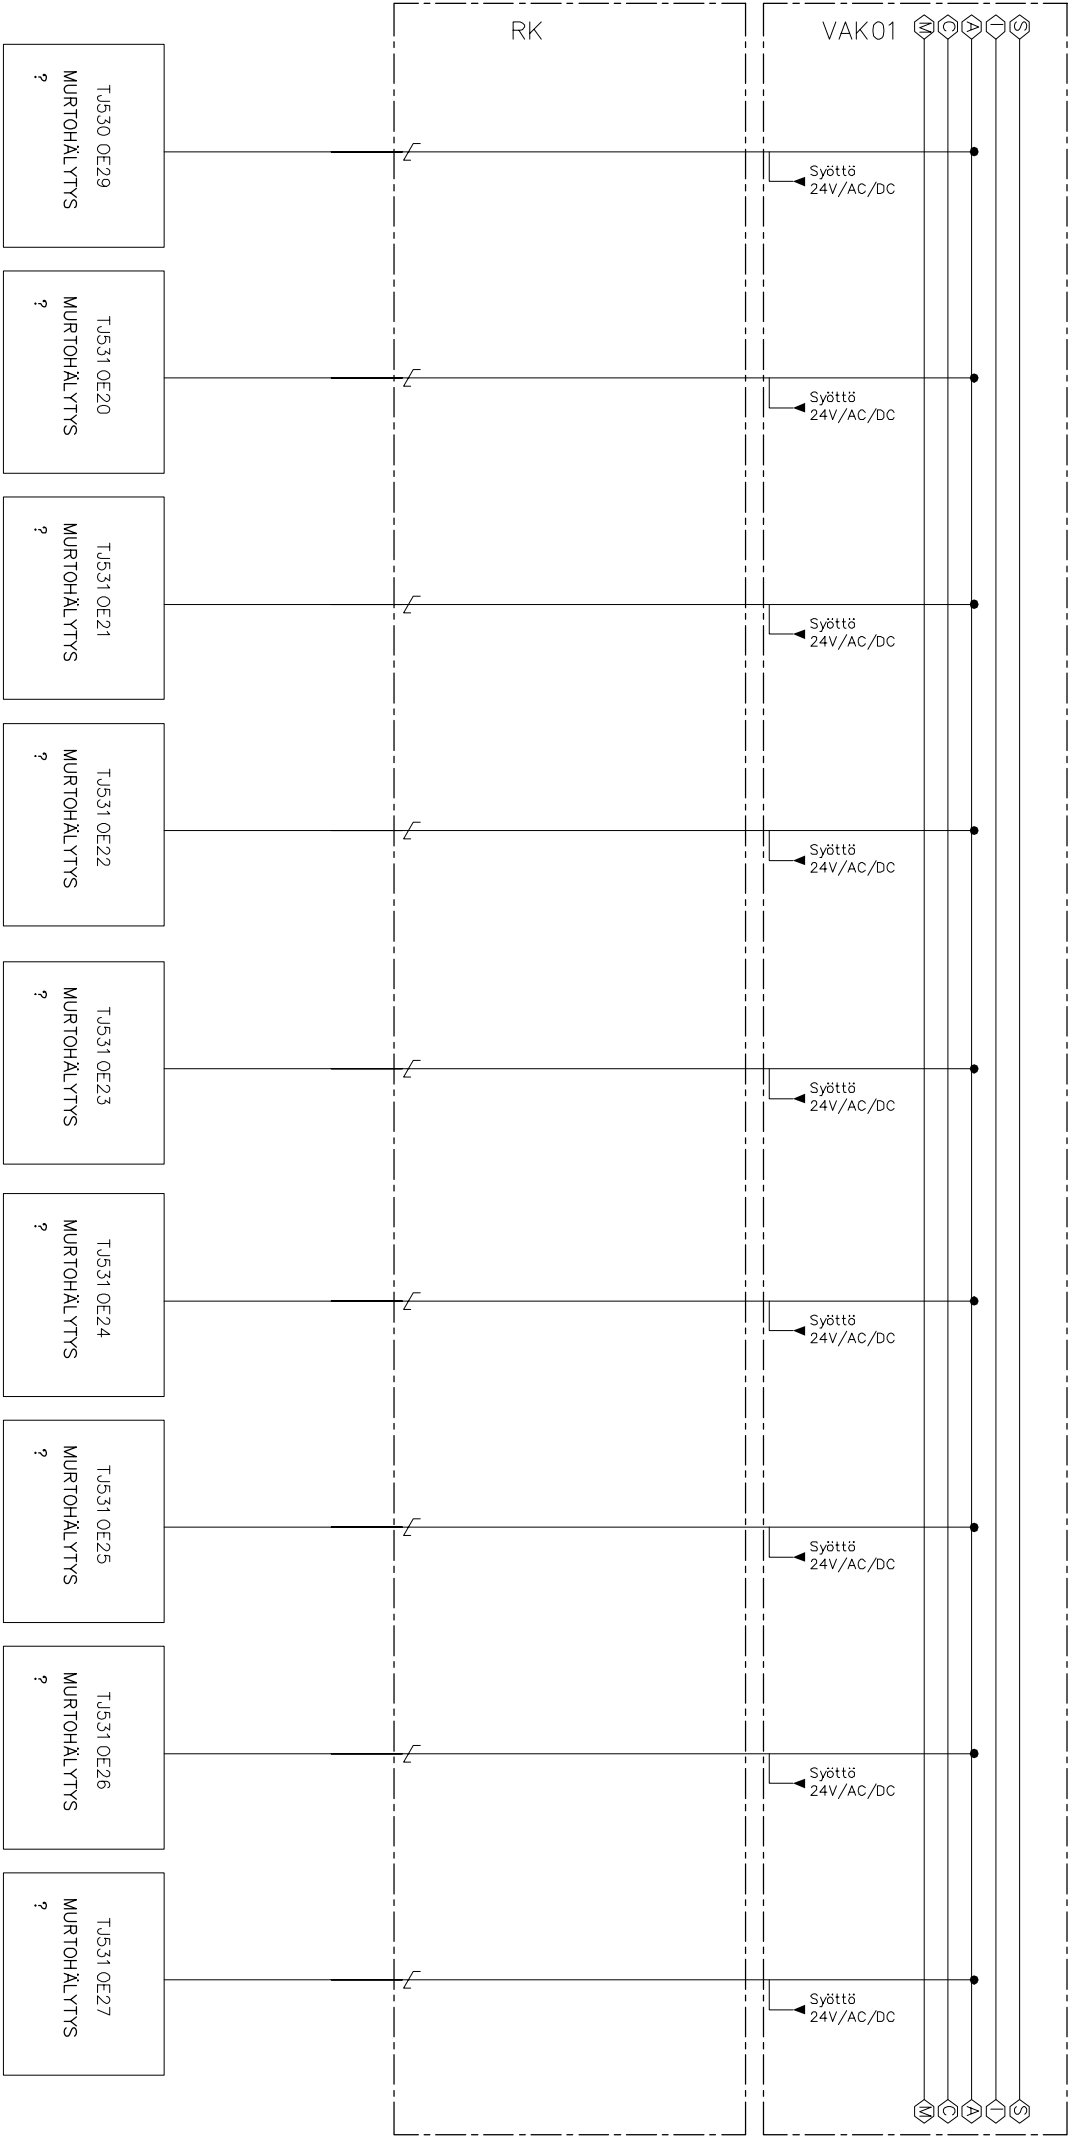 RK
VAK01
M
C
A
I
S
TJ530 OE29
MURTOHÄLYTYS
?
Syöttö
24V/AC/DC
TJ531 OE20
MURTOHÄLYTYS
?
Syöttö
24V/AC/DC
TJ531 OE21
MURTOHÄLYTYS
?
Syöttö
24V/AC/DC
TJ531 OE22
MURTOHÄLYTYS
?
Syöttö
24V/AC/DC
TJ531 OE23
MURTOHÄLYTYS
?
Syöttö
24V/AC/DC
TJ531 OE24
MURTOHÄLYTYS
?
Syöttö
24V/AC/DC
TJ531 OE25
MURTOHÄLYTYS
?
Syöttö
24V/AC/DC
TJ531 OE26
MURTOHÄLYTYS
?
Syöttö
24V/AC/DC
TJ531 OE27
MURTOHÄLYTYS
?
Syöttö
24V/AC/DC
M
C
A
I
S